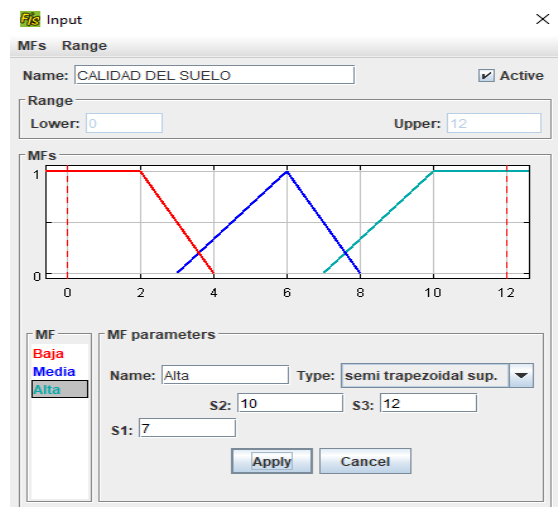 Fis Input
MFs Range
Name: CALIDAD DEL SUELO Active
Range
Lower: 0 Upper: 12
MFs
1
0
0 2 4 6 8 10 12
MF MF parameters
Baja
Media
Alta
Name: Alta Type: semi trapezoidal sup.
S2: 10 S3: 12
S1: 7
Apply Cancel